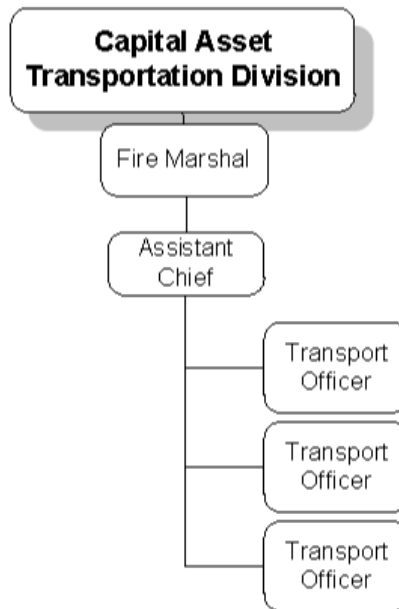 Capital Asset
Transportation Division
Fire Marshal
Assistant
Chief
Transport
Officer
Transport
Officer
Transport
Officer